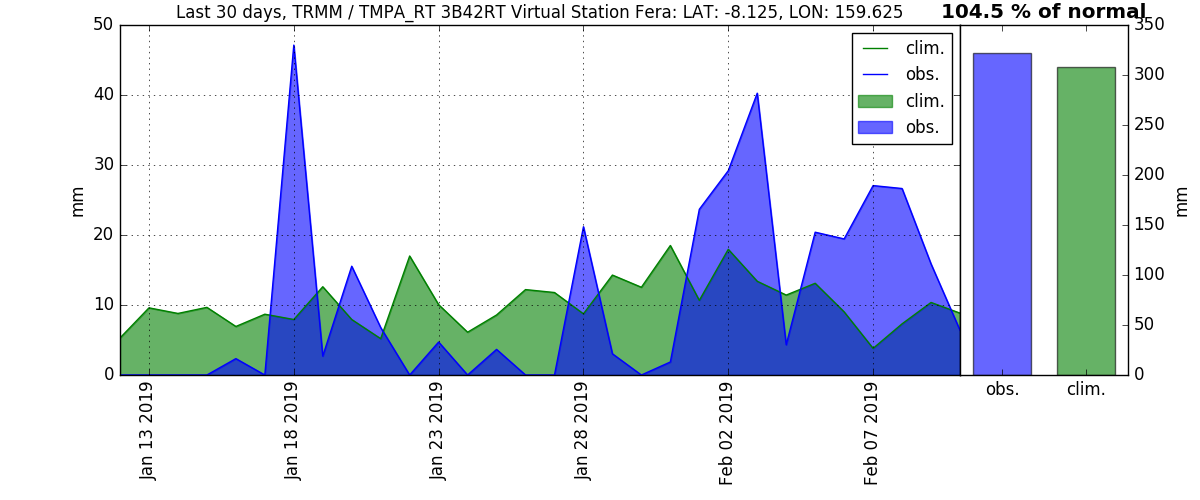 Last 30 days, TRMM / TMPA_RT 3B42RT Virtual Station Fera: LAT: -8.125, LON: 159.625
104.5 % of normal
50
40
30
20
10
0
mm
clim.
obs.
clim.
obs.
350
300
250
200
150
100
50
0
mm
Jan 13 2019
Jan 18 2019
Jan 23 2019
Jan 28 2019
Feb 02 2019
Feb 07 2019
obs.
clim.